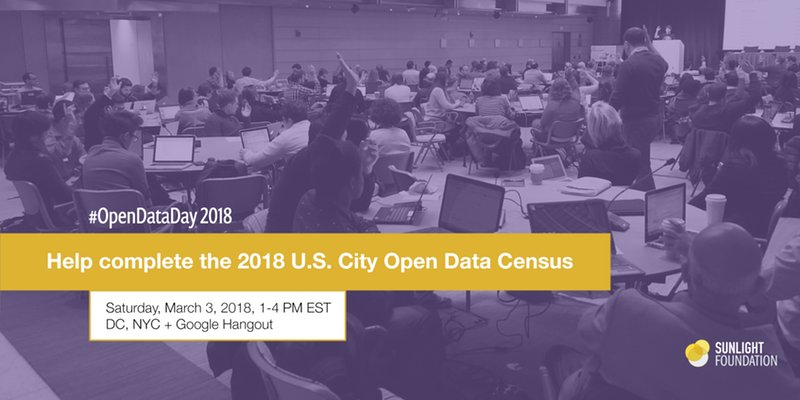 #OpenDataDay 2018
Help complete the 2018 U.S. City Open Data Census
Saturday, March 3, 2018, 1-4 PM EST
DC, NYC + Google Hangout
SUNLIGHT
FOUNDATION